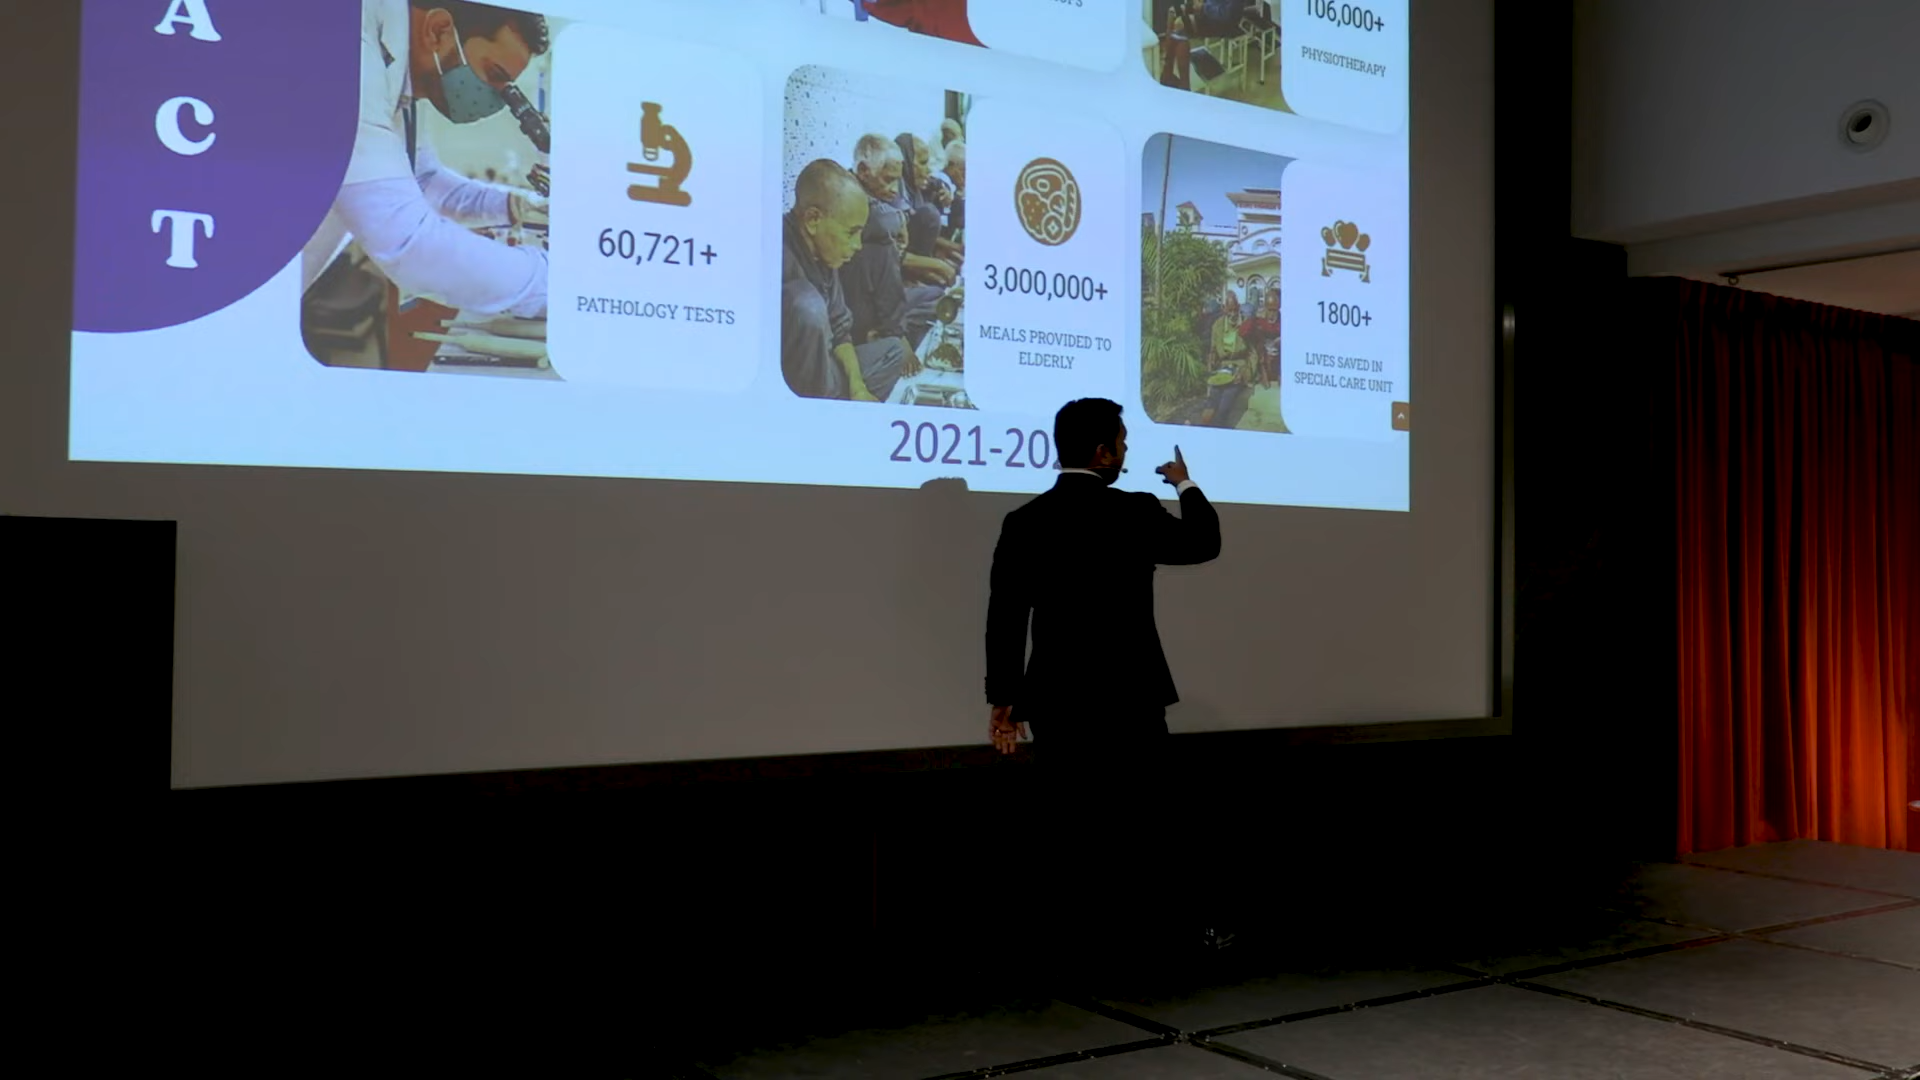 A
C
T
106,000+
PHYSIOTHERAPY
60,721+
PATHOLOGY TESTS
3,000,000+
MEALS PROVIDED TO
ELDERLY
1800+
LIVES SAVED IN
SPECIAL CARE UNIT
2021-202